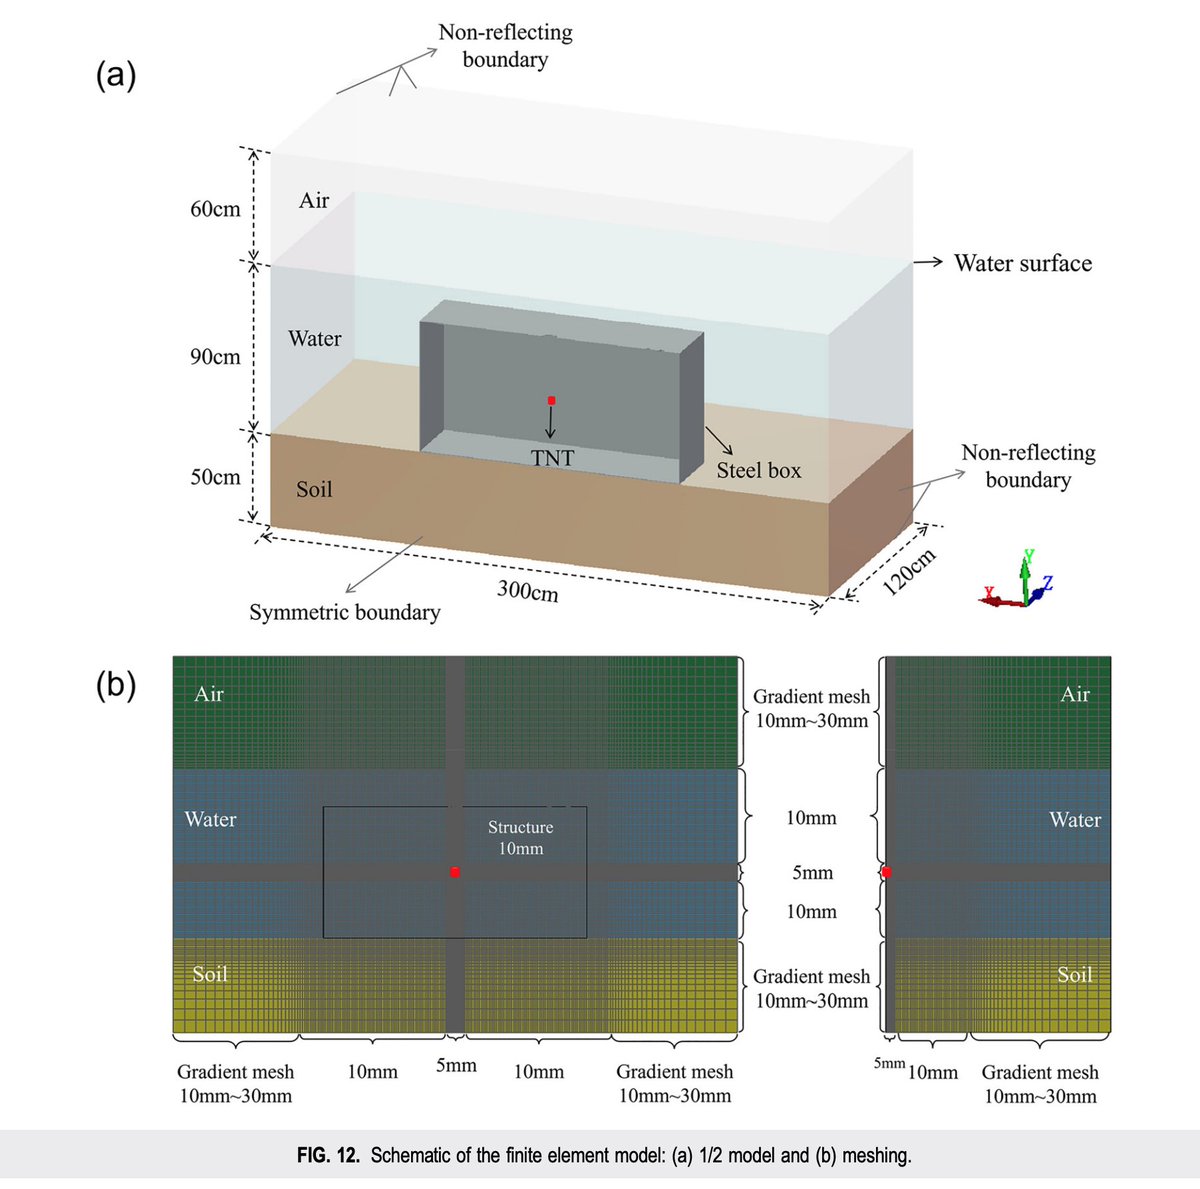 (a)
Non-reflecting
boundary
60cm
Air
Water surface
90cm
Water
TNT
Steel box
Non-reflecting
boundary
50cm
Soil
300cm
120cm
Symmetric boundary
X
Y
Z
(b)
Air
Water
Structure
10mm
Soil
Gradient mesh
10mm~30mm
10mm
5mm
10mm
Gradient mesh
10mm~30mm
Air
Water
Soil
Gradient mesh
10mm~30mm
10mm
5mm
10mm
Gradient mesh
10mm~30mm
5mm
10mm
Gradient mesh
10mm~30mm
FIG. 12. Schematic of the finite element model: (a) 1/2 model and (b) meshing.